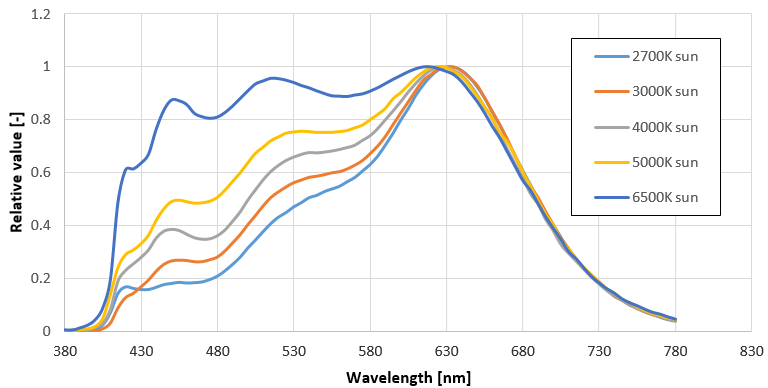 1.2
1
0.8
0.6
0.4
0.2
0
Relative value [-]
2700K sun
3000K sun
4000K sun
5000K sun
6500K sun
380 430 480 530 580 630 680 730 780 830
Wavelength [nm]